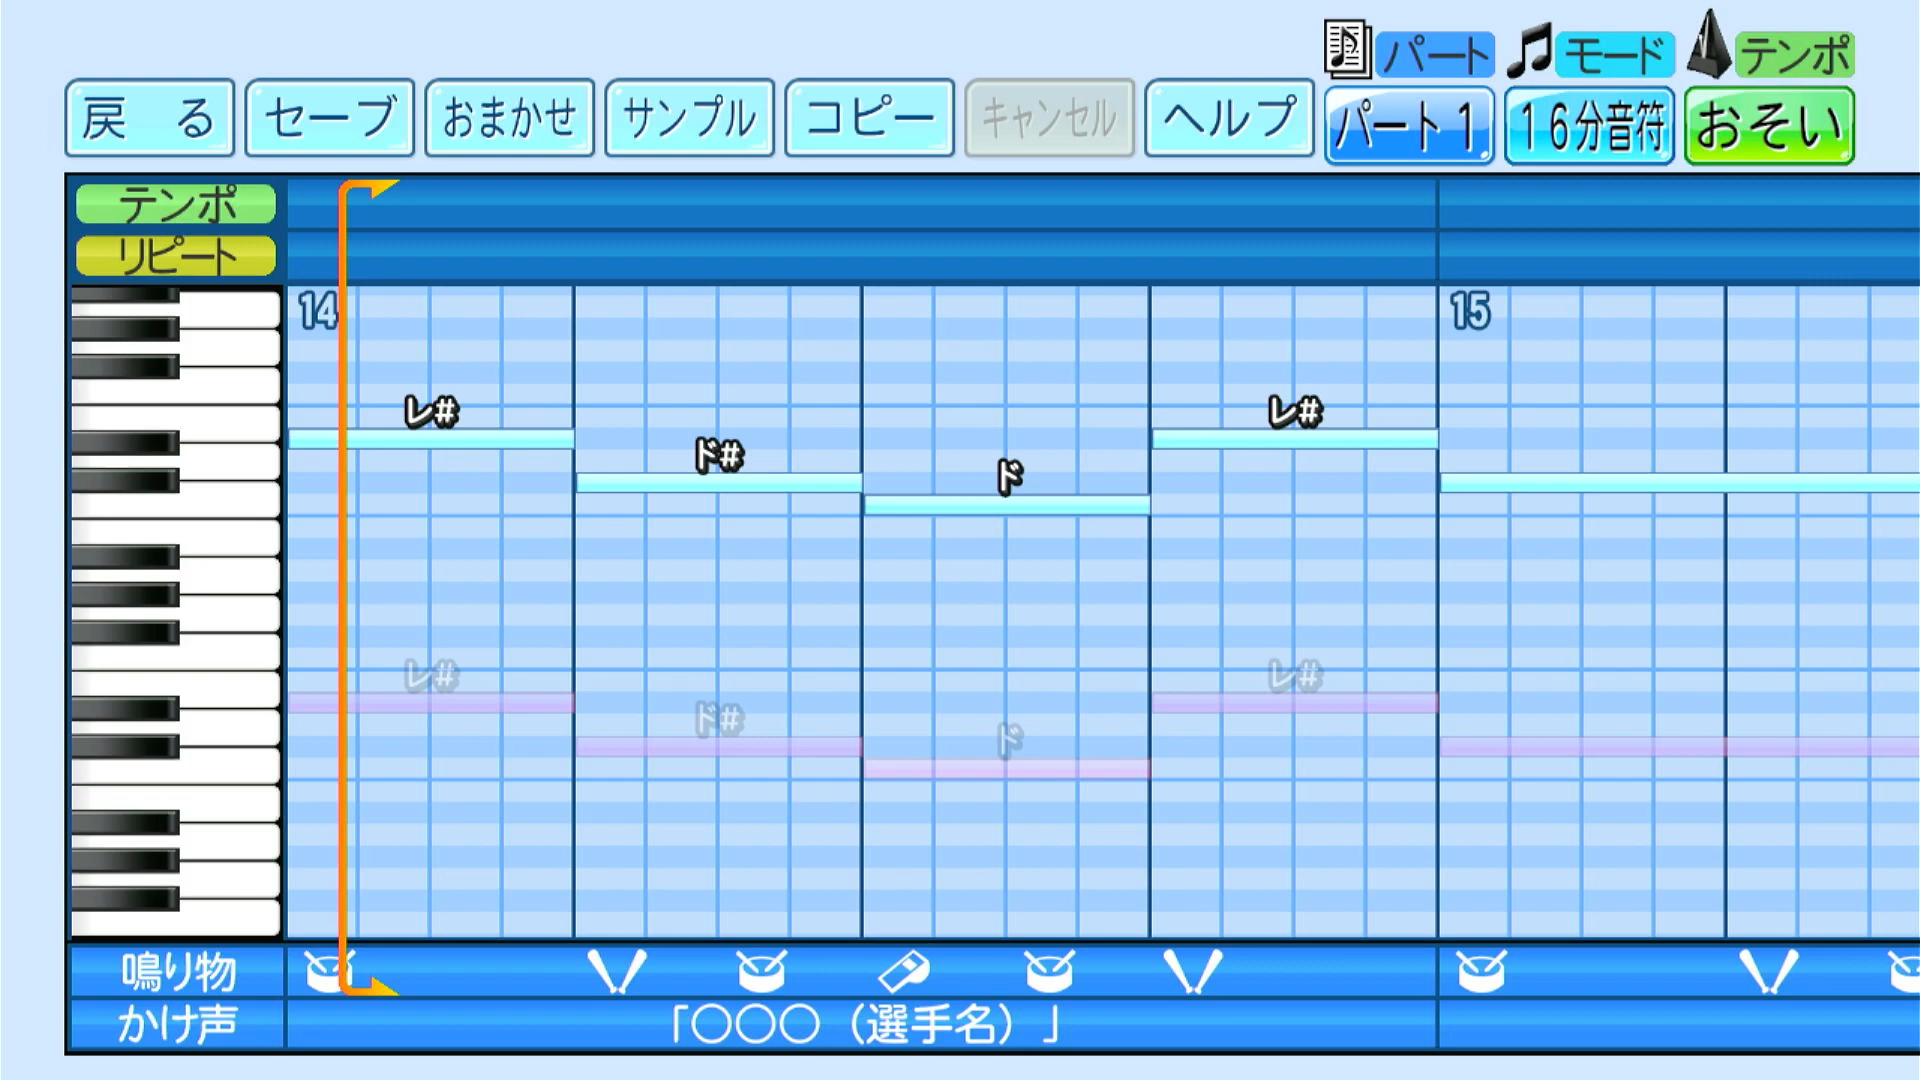 パート モード テンポ
戻る セーブ おまかせ サンプル コピー キャンセル ヘルプ パート1 16分音符 おそい
テンポ
リピート
14 15
レ# レ#
ド#
ド
レ# レ#
ド#
ド
鳴り物
かけ声 「〇〇〇（選手名）」